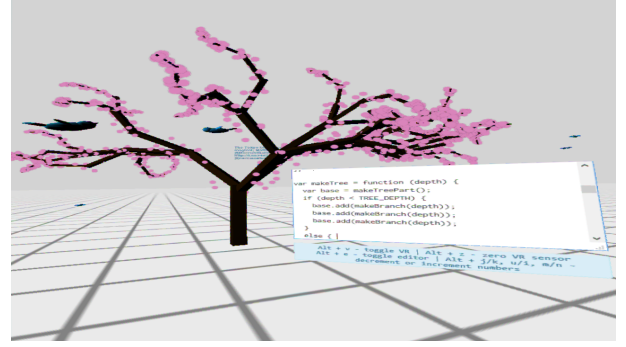 var makeTree = function (depth) {
var base = makeTreePart();
if (depth < TREE_DEPTH) {
base.add(makeBranch(depth));
base.add(makeBranch(depth));
base.add(makeBranch(depth));
}
else {
Alt + v - toggle VR | Alt + z - zero VR sensor
Alt + e - toggle editor | Alt + j/k, u/i, m/n -
decrement or increment numbers